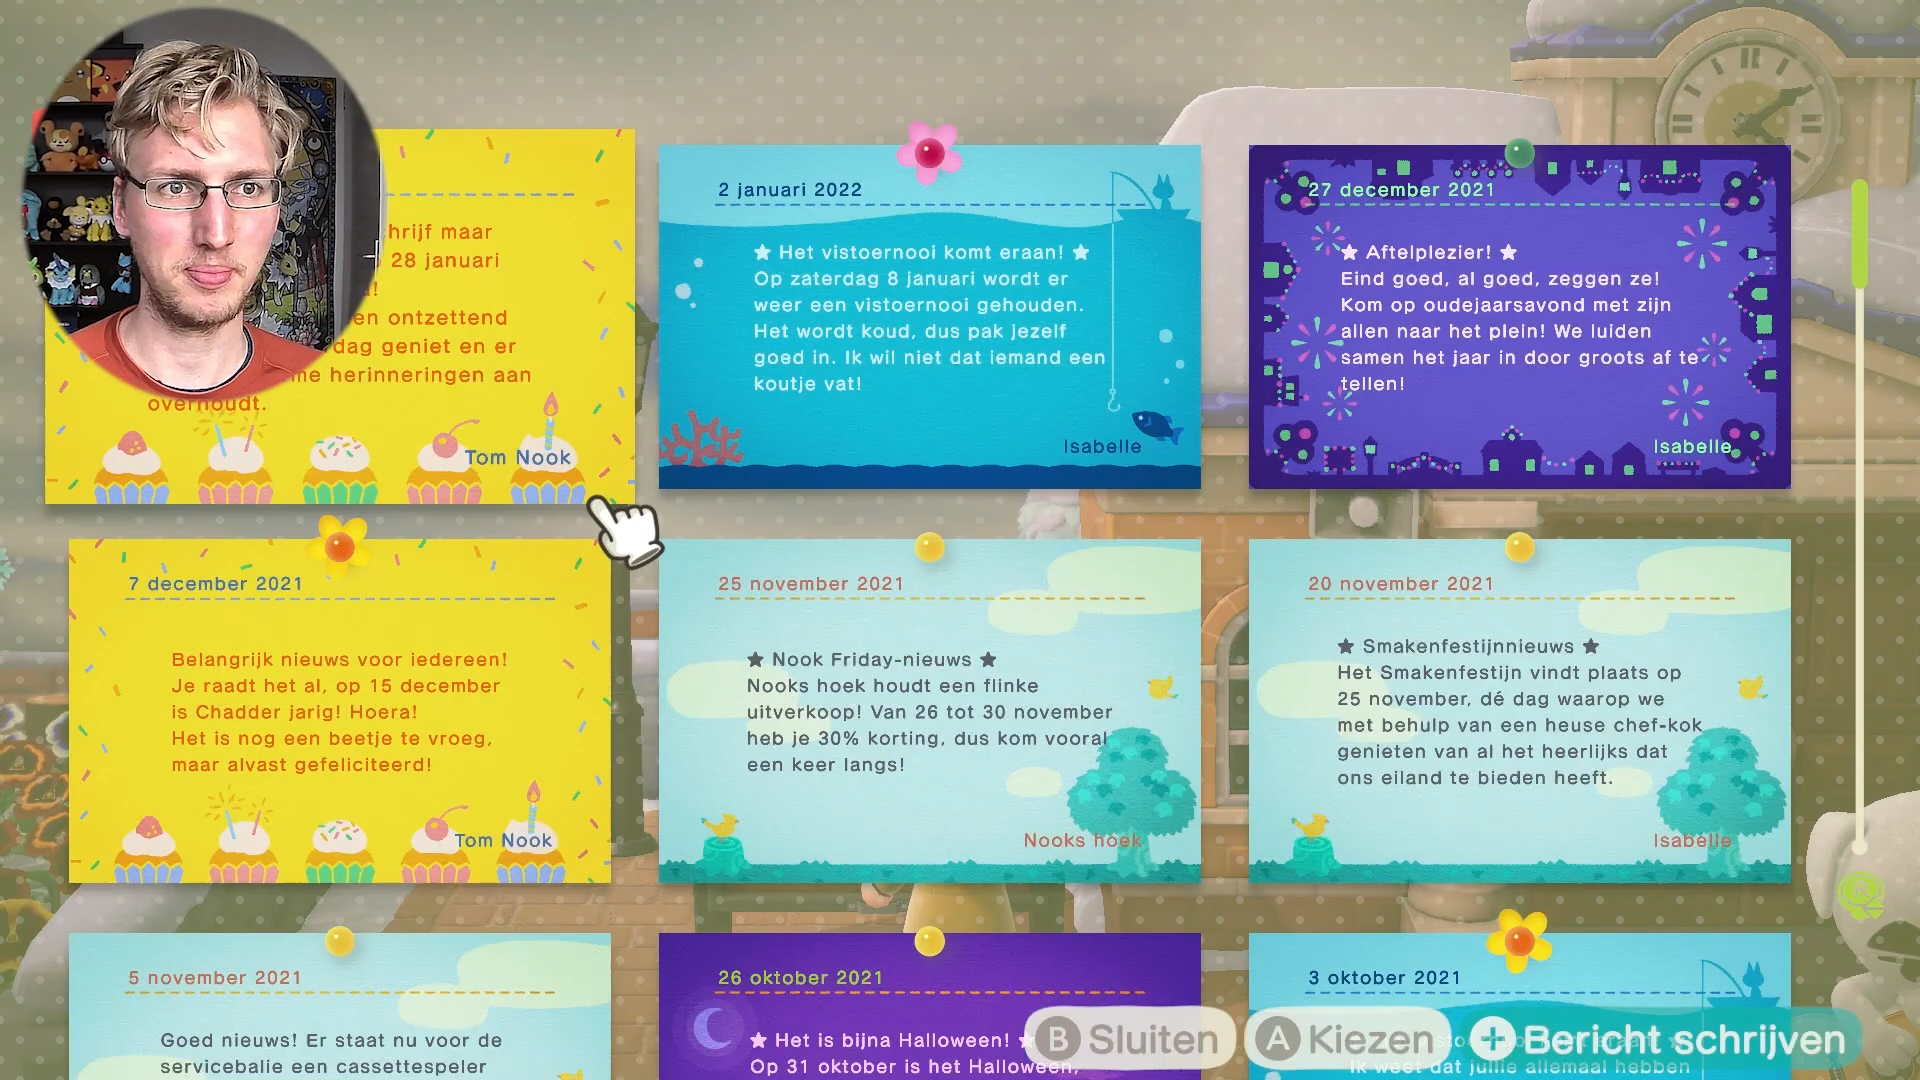 hrijf maar
28 januari
!
en ontzettend
dag geniet en er
me herinneringen aan
overhoudt.
Tom Nook
2 januari 2022
★ Het vistoernooi komt eraan! ★
Op zaterdag 8 januari wordt er
weer een vistoernooi gehouden.
Het wordt koud, dus pak jezelf
goed in. Ik wil niet dat iemand een
koutje vat!
Isabelle
27 december 2021
★ Aftelplezier! ★
Eind goed, al goed, zeggen ze!
Kom op oudejaarsavond met zijn
allen naar het plein! We luiden
samen het jaar in door groots af te
tellen!
Isabelle
7 december 2021
Belangrijk nieuws voor iedereen!
Je raadt het al, op 15 december
is Chadder jarig! Hoera!
Het is nog een beetje te vroeg,
maar alvast gefeliciteerd!
Tom Nook
25 november 2021
★ Nook Friday-nieuws ★
Nooks hoek houdt een flinke
uitverkoop! Van 26 tot 30 november
heb je 30% korting, dus kom vooral
een keer langs!
Nooks hoek
20 november 2021
★ Smakenfestijnnieuws ★
Het Smakenfestijn vindt plaats op
25 november, dé dag waarop we
met behulp van een heuse chef-kok
genieten van al het heerlijks dat
ons eiland te bieden heeft.
Isabelle
5 november 2021
Goed nieuws! Er staat nu voor de
servicebalie een cassettespeler
26 oktober 2021
★ Het is bijna Halloween! ★
Op 31 oktober is het Halloween,
3 oktober 2021
Ik weet dat jullie allemaal hebben
B Sluiten
A Kiezen
+ Bericht schrijven
R